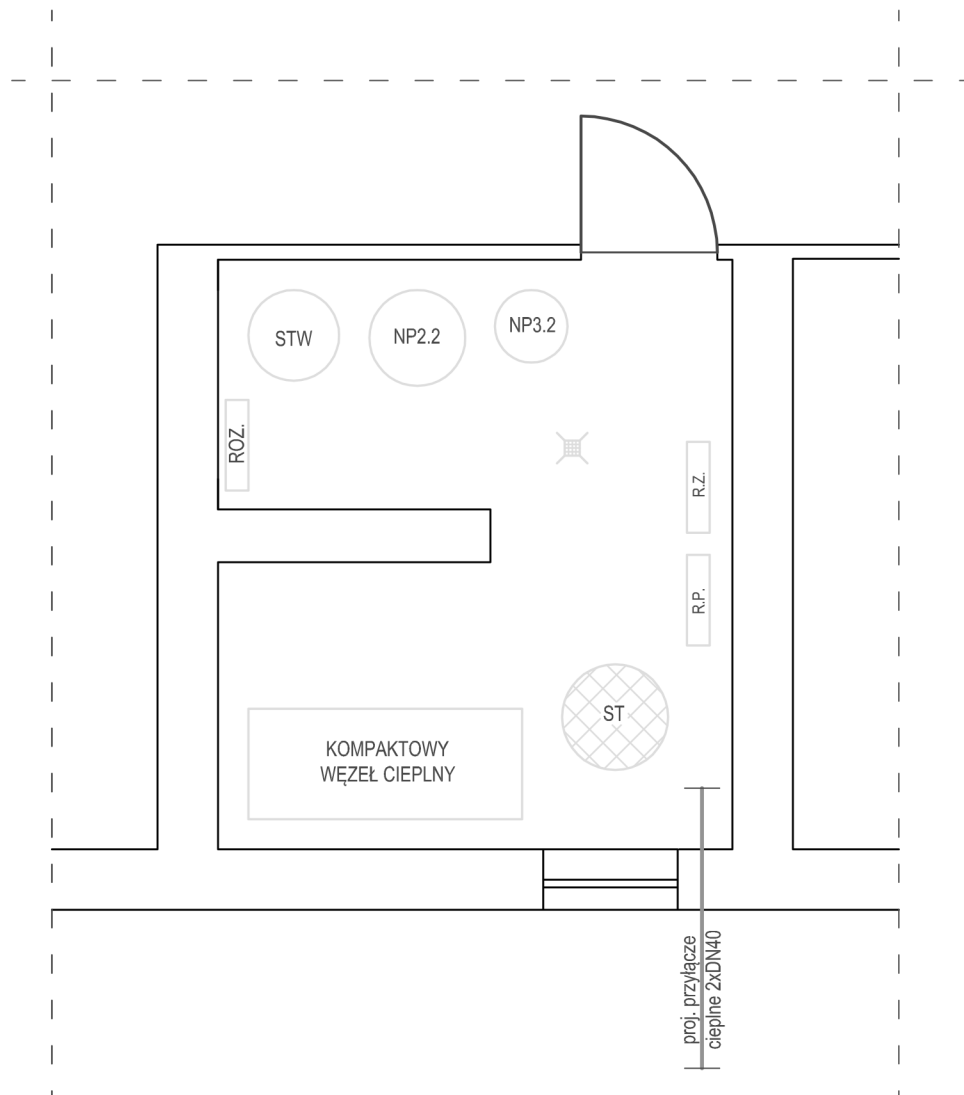 STW
NP2.2
NP3.2
ROZ.
R.Z.
R.P.
ST
KOMPAKTOWY
WĘZEŁ CIEPLNY
proj. przyłącze
cieplne 2xDN40